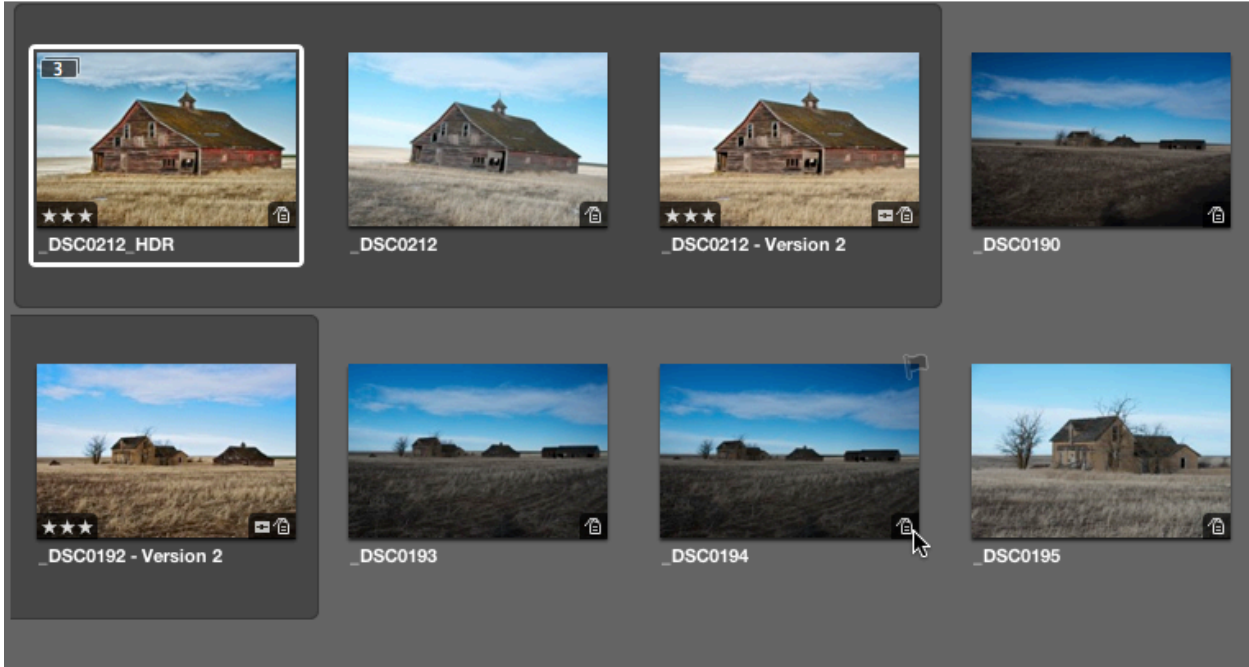 3
★★★
_DSC0212_HDR
_DSC0212
★★★
_DSC0212 - Version 2
_DSC0190
★★★
_DSC0192 - Version 2
_DSC0193
_DSC0194
_DSC0195